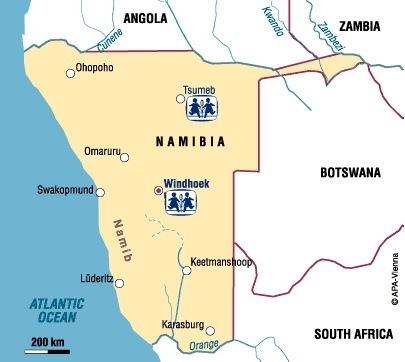 ANGOLA
ZAMBIA
Cunene
Kwando
Zambezi
Ohopoho
Tsumeb
NAMIBIA
Omaruru
BOTSWANA
Swakopmund
Windhoek
Namib
Keetmanshoop
Lüderitz
ATLANTIC
OCEAN
Karasburg
Orange
SOUTH AFRICA
200 km
© APA-Vienna